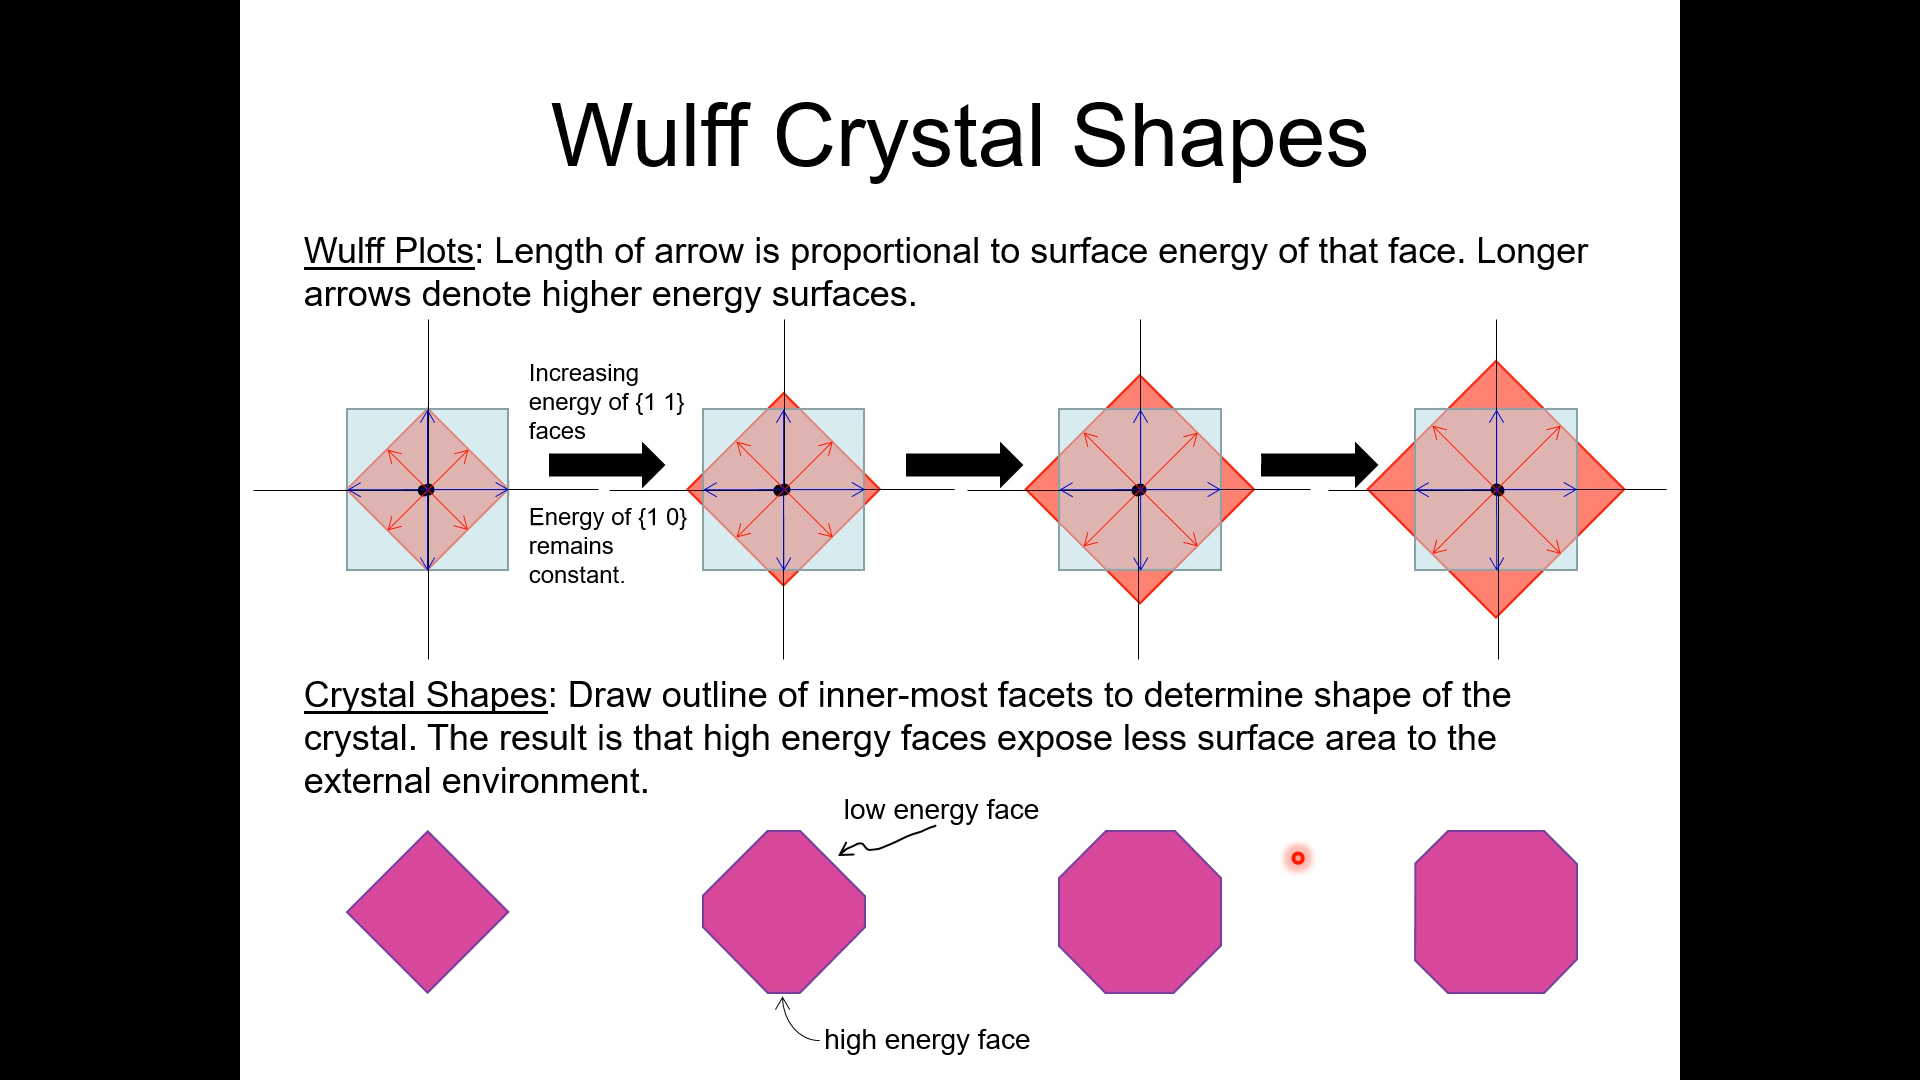 Wulff Crystal Shapes
Wulff Plots: Length of arrow is proportional to surface energy of that face. Longer
arrows denote higher energy surfaces.
Increasing
energy of {1 1}
faces
Energy of {1 0}
remains
constant.
Crystal Shapes: Draw outline of inner-most facets to determine shape of the
crystal. The result is that high energy faces expose less surface area to the
external environment.
low energy face
high energy face